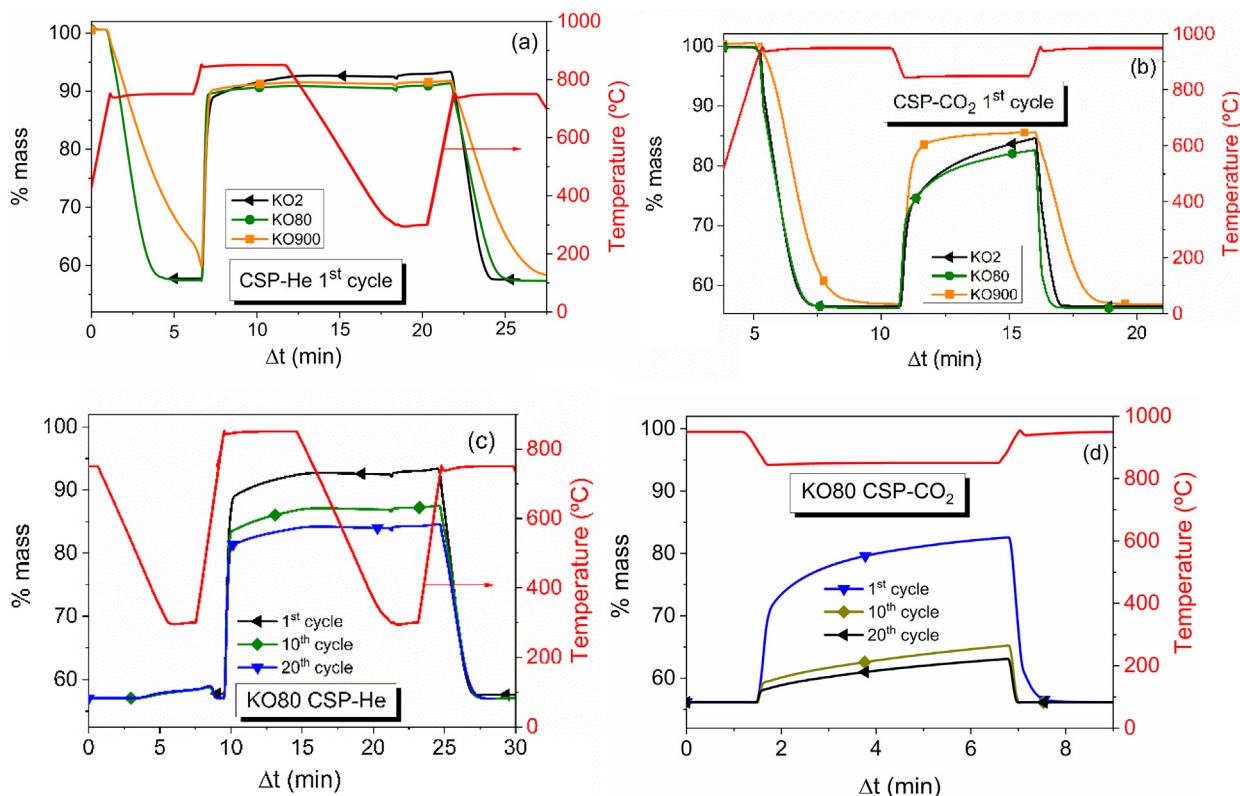 (a)
100
90
80
70
60
% mass
1000
800
600
400
200
0
Temperature (ºC)
KO2
KO80
KO900
CSP-He 1st cycle
0 5 10 15 20 25
Δt (min)
(b)
100
90
80
70
60
% mass
1000
900
800
700
600
500
400
300
200
100
0
Temperature (ºC)
CSP-CO2 1st cycle
KO2
KO80
KO900
5 10 15 20
Δt (min)
(c)
100
90
80
70
60
% mass
800
600
400
200
0
Temperature (ºC)
1st cycle
10th cycle
20th cycle
KO80 CSP-He
0 5 10 15 20 25 30
Δt (min)
(d)
100
90
80
70
60
% mass
1000
800
600
400
200
0
Temperature (ºC)
KO80 CSP-CO2
1st cycle
10th cycle
20th cycle
0 2 4 6 8
Δt (min)